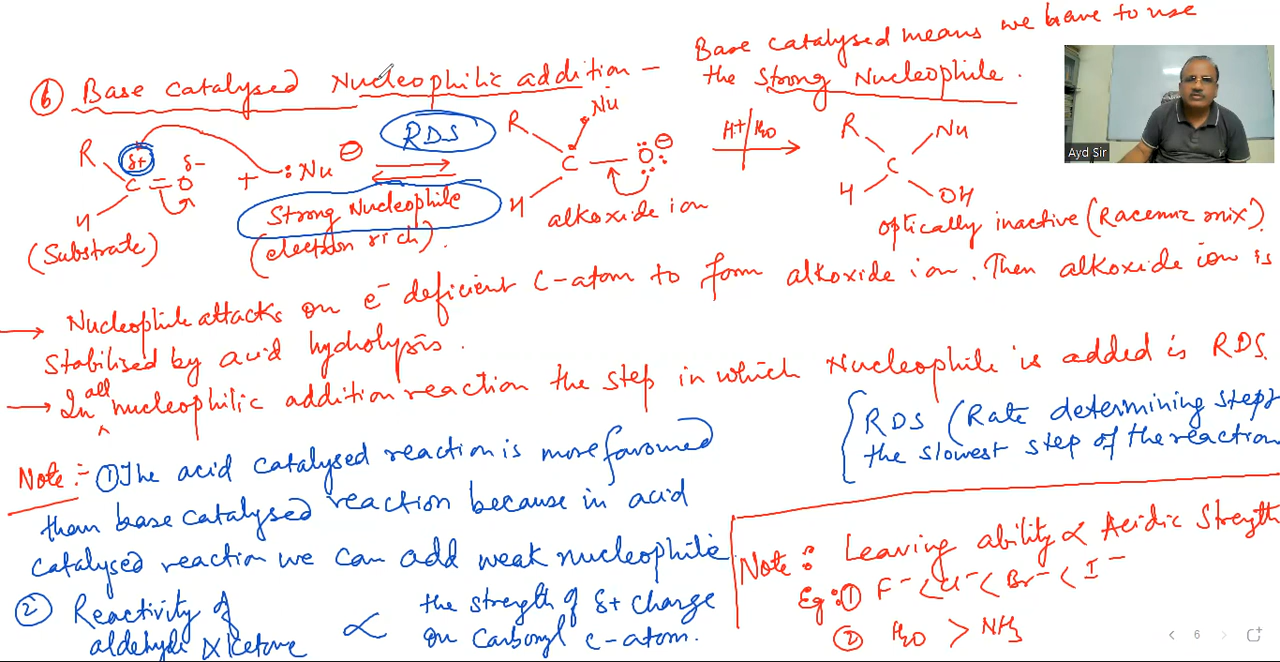 (b) Base catalysed Nucleophilic addition –
Base catalysed means we have to use
the Strong Nucleophile.
R
H
C = O
δ+
δ–
+ :Nu ⊖
RDS
Strong Nucleophile
(electron rich).
(Substrate)
R
Nu
C — O ⊖
H
alkoxide ion
H+/H2O
R
Nu
C
H
OH
optically inactive (Racemic mix).
→ Nucleophile attacks on e– deficient C-atom to form alkoxide ion. Then alkoxide ion is
Stabilised by acid hydrolysis.
→ In all nucleophilic addition reaction the step in which Nucleophile is added is RDS.
{ RDS (Rate determining step)
the slowest step of the reaction
Note :- ① The acid catalysed reaction is more favoured
than base catalysed reaction because in acid
catalysed reaction we can add weak nucleophile
② Reactivity of
aldehyde & Ketone
∝
the strength of δ+ charge
on carbonyl C-atom.
Note : Leaving ability ∝ Acidic Strength
Eg: ① F– < Cl– < Br– < I–
② H2O > NH3
Ayd Sir
6